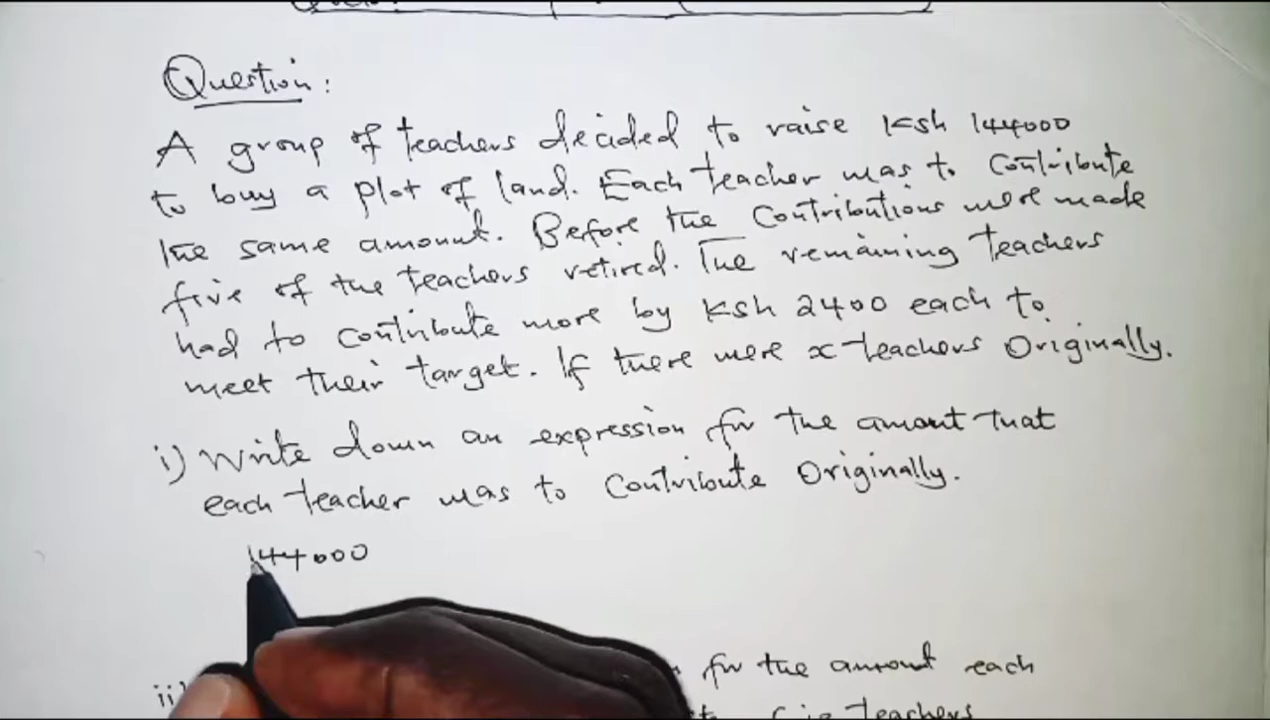 Question:
A group of teachers decided to raise Ksh 144000
to buy a plot of land. Each teacher was to contribute
the same amount. Before the contributions were made
five of the teachers retired. The remaining teachers
had to contribute more by Ksh 2400 each to
meet their target. If there were x teachers Originally.
i) Write down an expression for the amount that
each teacher was to contribute Originally.
144000
for the amount each
ii)
teachers